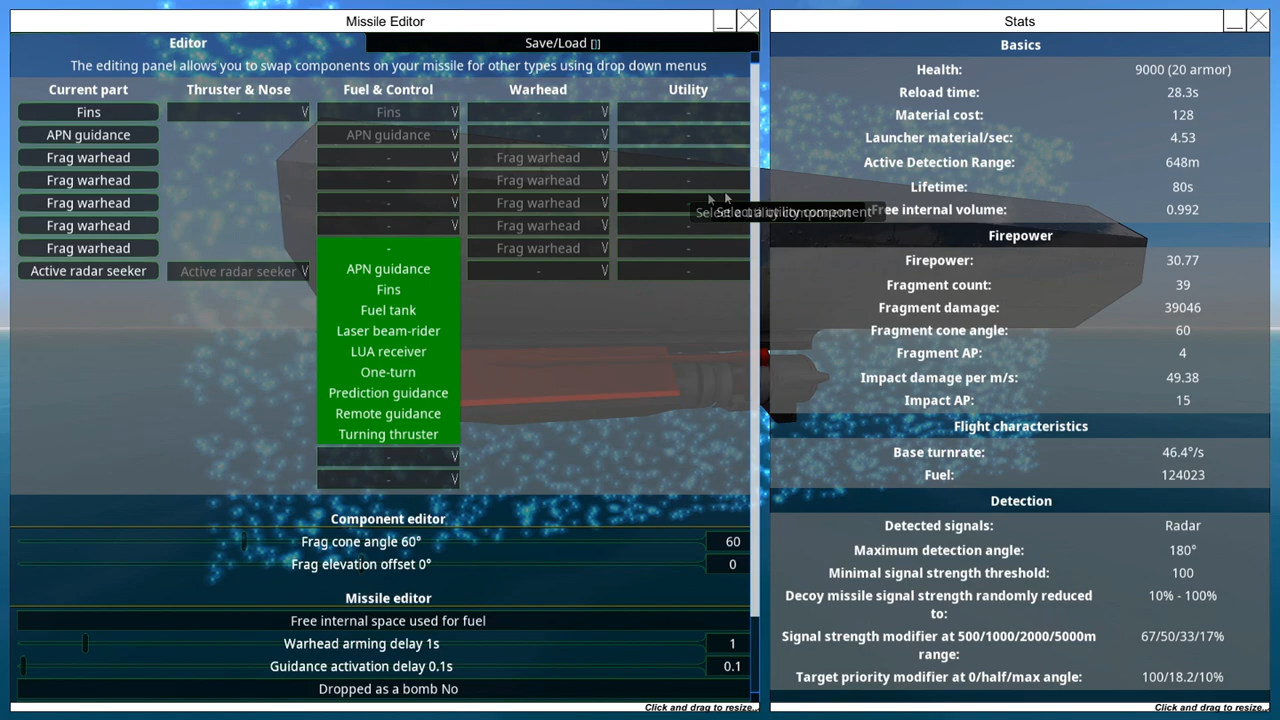 Missile Editor
Editor
Save/Load []]
The editing panel allows you to swap components on your missile for other types using drop down menus
Current part Thruster & Nose Fuel & Control Warhead Utility
Fins - V Fins V - V -
APN guidance APN guidance V - V -
Frag warhead - V Frag warhead V -
Frag warhead - V Frag warhead V -
Frag warhead - V Frag warhead V -
Frag warhead - V Frag warhead V -
Frag warhead Frag warhead V -
Active radar seeker Active radar seeker V - V -
Select a utility component
-
APN guidance
Fins
Fuel tank
Laser beam-rider
LUA receiver
One-turn
Prediction guidance
Remote guidance
Turning thruster
- V
- V
Component editor
Frag cone angle 60° 60
Frag elevation offset 0° 0
Missile editor
Free internal space used for fuel
Warhead arming delay 1s 1
Guidance activation delay 0.1s 0.1
Dropped as a bomb No
Click and drag to resize..
Stats
Basics
Health: 9000 (20 armor)
Reload time: 28.3s
Material cost: 128
Launcher material/sec: 4.53
Active Detection Range: 648m
Lifetime: 80s
Free internal volume: 0.992
Firepower
Firepower: 30.77
Fragment count: 39
Fragment damage: 39046
Fragment cone angle: 60
Fragment AP: 4
Impact damage per m/s: 49.38
Impact AP: 15
Flight characteristics
Base turnrate: 46.4°/s
Fuel: 124023
Detection
Detected signals: Radar
Maximum detection angle: 180°
Minimal signal strength threshold: 100
Decoy missile signal strength randomly reduced 10% - 100%
to:
Signal strength modifier at 500/1000/2000/5000m 67/50/33/17%
range:
Target priority modifier at 0/half/max angle: 100/18.2/10%
Click and drag to resize..